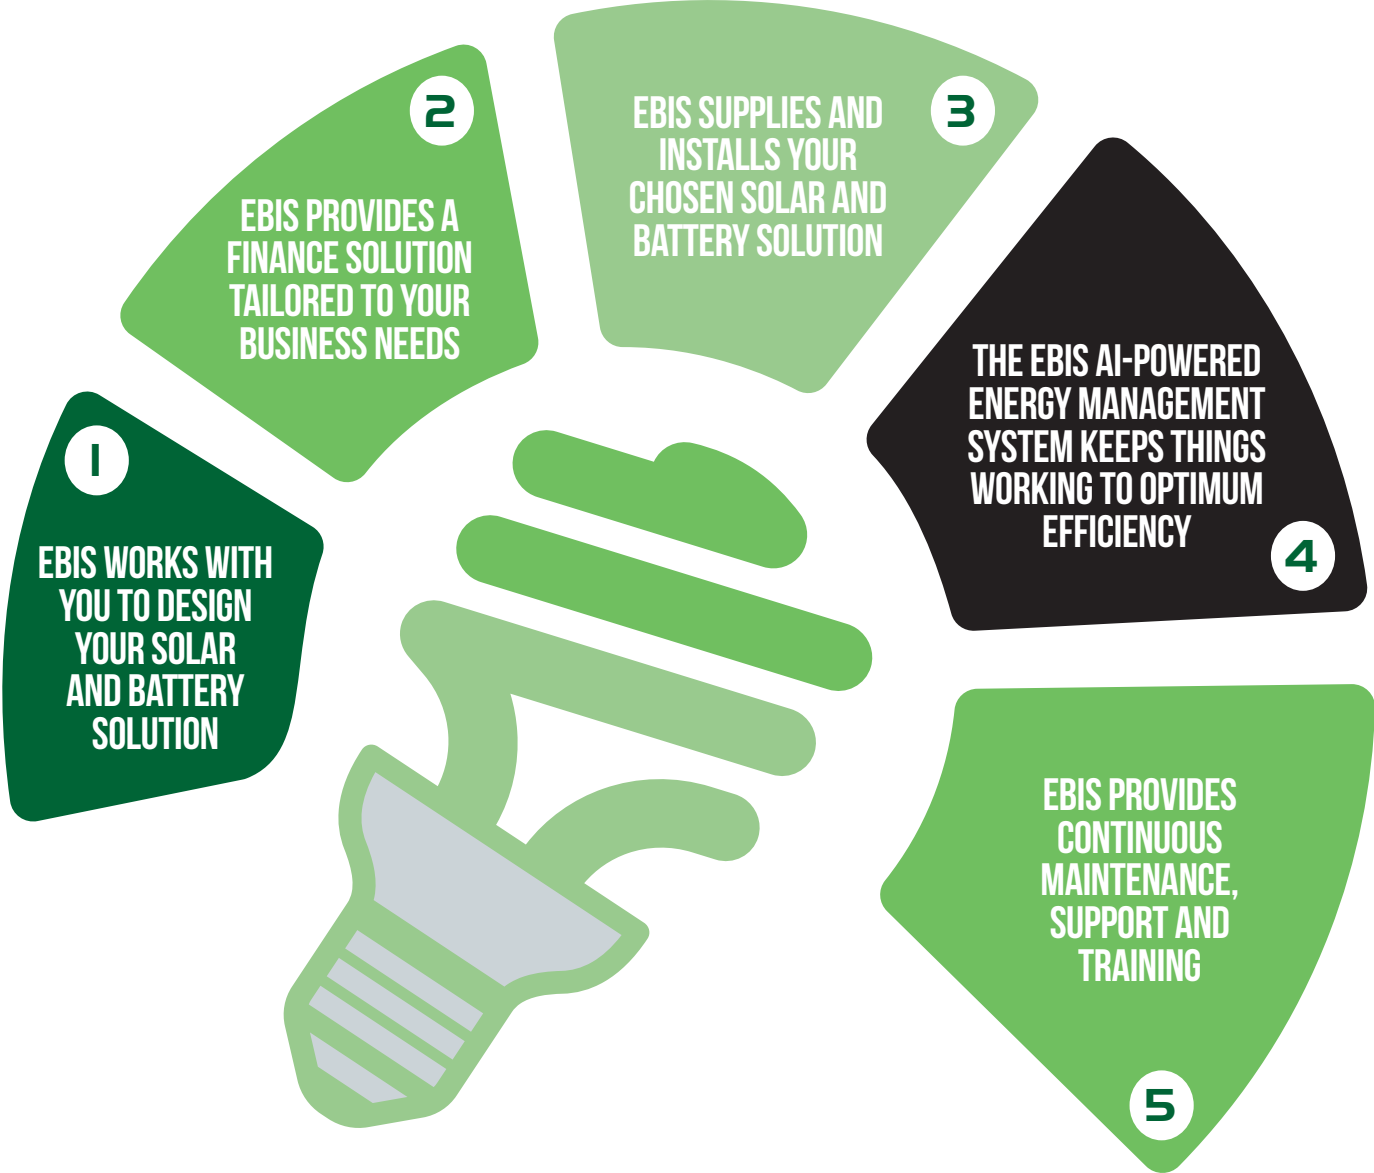 1
EBIS WORKS WITH
YOU TO DESIGN
YOUR SOLAR
AND BATTERY
SOLUTION
2
EBIS PROVIDES A
FINANCE SOLUTION
TAILORED TO YOUR
BUSINESS NEEDS
3
EBIS SUPPLIES AND
INSTALLS YOUR
CHOSEN SOLAR AND
BATTERY SOLUTION
THE EBIS AI-POWERED
ENERGY MANAGEMENT
SYSTEM KEEPS THINGS
WORKING TO OPTIMUM
EFFICIENCY
4
EBIS PROVIDES
CONTINUOUS
MAINTENANCE,
SUPPORT AND
TRAINING
5